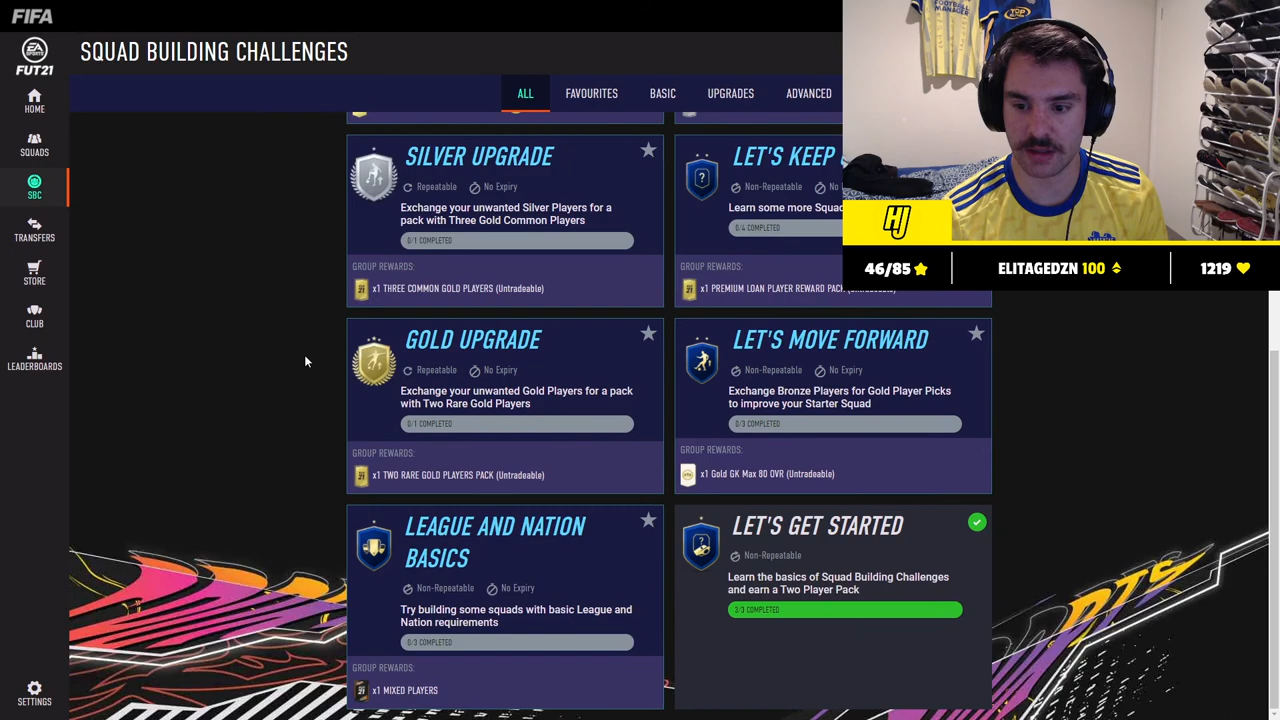 FIFA
EA SPORTS
FUT21
SQUAD BUILDING CHALLENGES
HOME
SQUADS
SBC
TRANSFERS
STORE
CLUB
LEADERBOARDS
SETTINGS
ALL
FAVOURITES
BASIC
UPGRADES
ADVANCED
SILVER UPGRADE
Repeatable
No Expiry
Exchange your unwanted Silver Players for a
pack with Three Gold Common Players
0/1 COMPLETED
GROUP REWARDS:
x1 THREE COMMON GOLD PLAYERS (Untradeable)
LET'S KEEP
Non-Repeatable
No
Learn some more Squad
0/4 COMPLETED
GROUP REWARDS:
x1 PREMIUM LOAN PLAYER REWARD PACK (Untradeable)
GOLD UPGRADE
Repeatable
No Expiry
Exchange your unwanted Gold Players for a pack
with Two Rare Gold Players
0/1 COMPLETED
GROUP REWARDS:
x1 TWO RARE GOLD PLAYERS PACK (Untradeable)
LET'S MOVE FORWARD
Non-Repeatable
No Expiry
Exchange Bronze Players for Gold Player Picks
to improve your Starter Squad
0/3 COMPLETED
GROUP REWARDS:
x1 Gold GK Max 80 OVR (Untradeable)
LEAGUE AND NATION
BASICS
Non-Repeatable
No Expiry
Try building some squads with basic League and
Nation requirements
0/3 COMPLETED
GROUP REWARDS:
x1 MIXED PLAYERS
LET'S GET STARTED
Non-Repeatable
Learn the basics of Squad Building Challenges
and earn a Two Player Pack
3/3 COMPLETED
FOOTBALL
MANAGER
TOP
HJ
46/85
ELITAGEDZN 100
1219